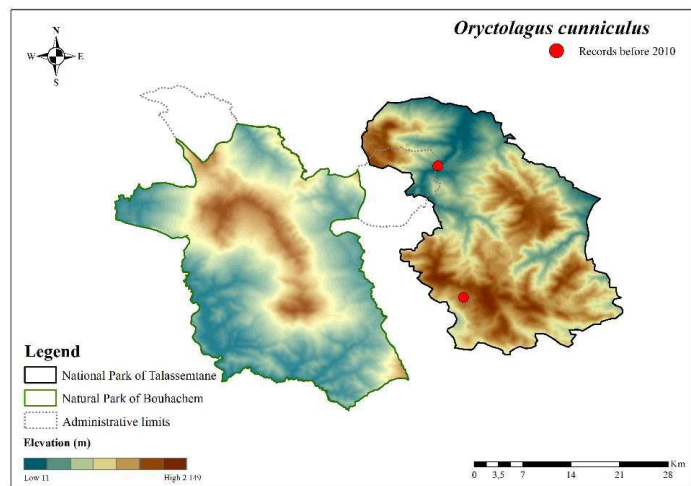 Oryctolagus cunniculus
Records before 2010
N
W E
S
Legend
National Park of Talassemtane
Natural Park of Bouhachem
Administrative limits
Elevation (m)
Low 11 High 2 149
Km
0 3,5 7 14 21 28